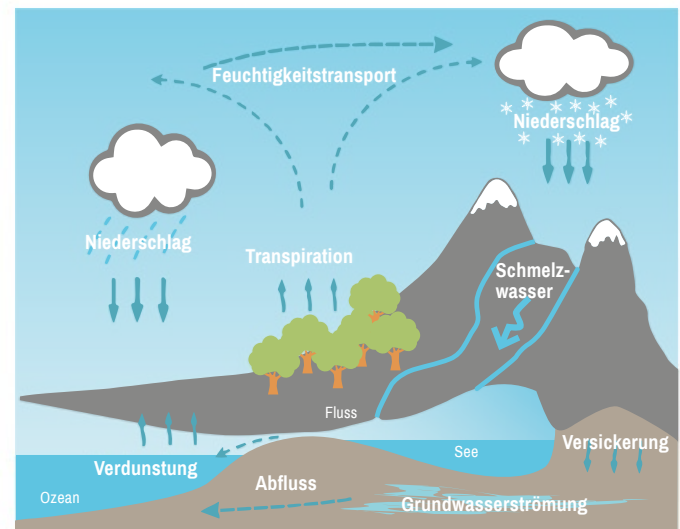 Feuchtigkeitstransport
Niederschlag
Niederschlag
Transpiration
Schmelz-
wasser
Fluss
See
Versickerung
Verdunstung
Abfluss
Ozean
Grundwasserströmung